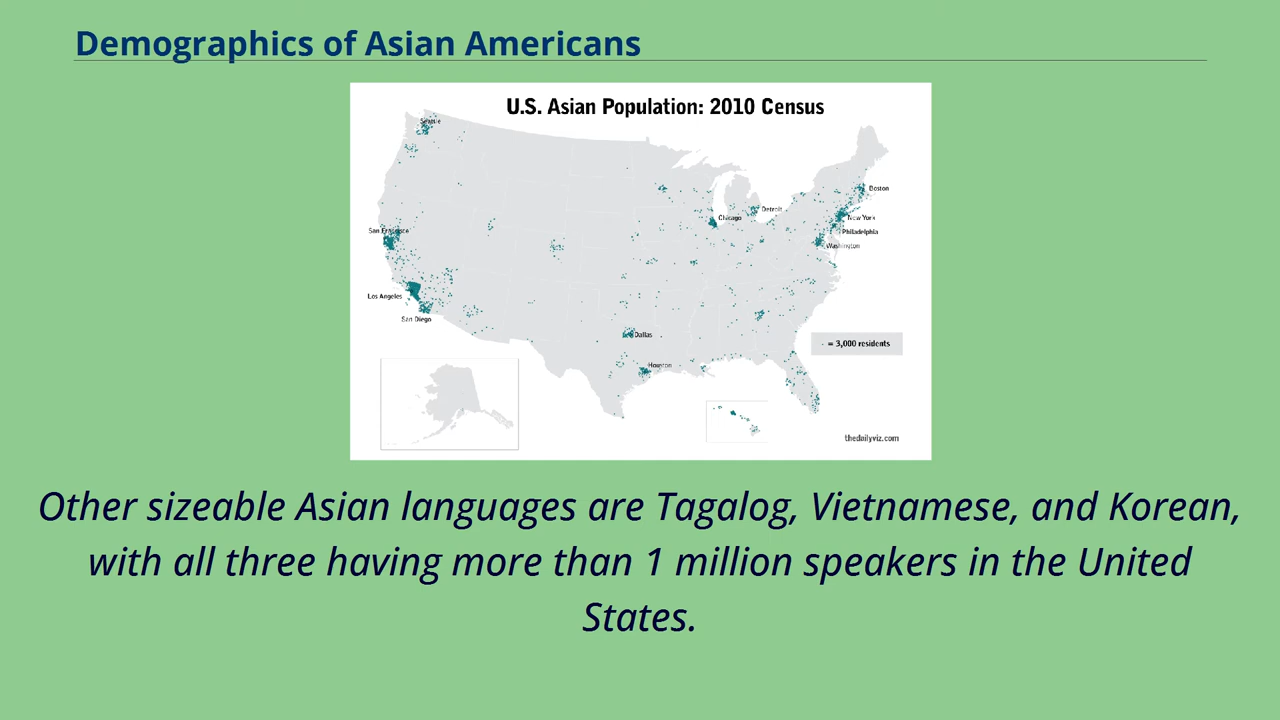 Demographics of Asian Americans
U.S. Asian Population: 2010 Census
Seattle
Boston
Detroit
Chicago
New York
San Francisco
Philadelphia
Washington
Los Angeles
San Diego
Dallas
= 3,000 residents
Houston
thedailyviz.com
Other sizeable Asian languages are Tagalog, Vietnamese, and Korean,
with all three having more than 1 million speakers in the United
States.